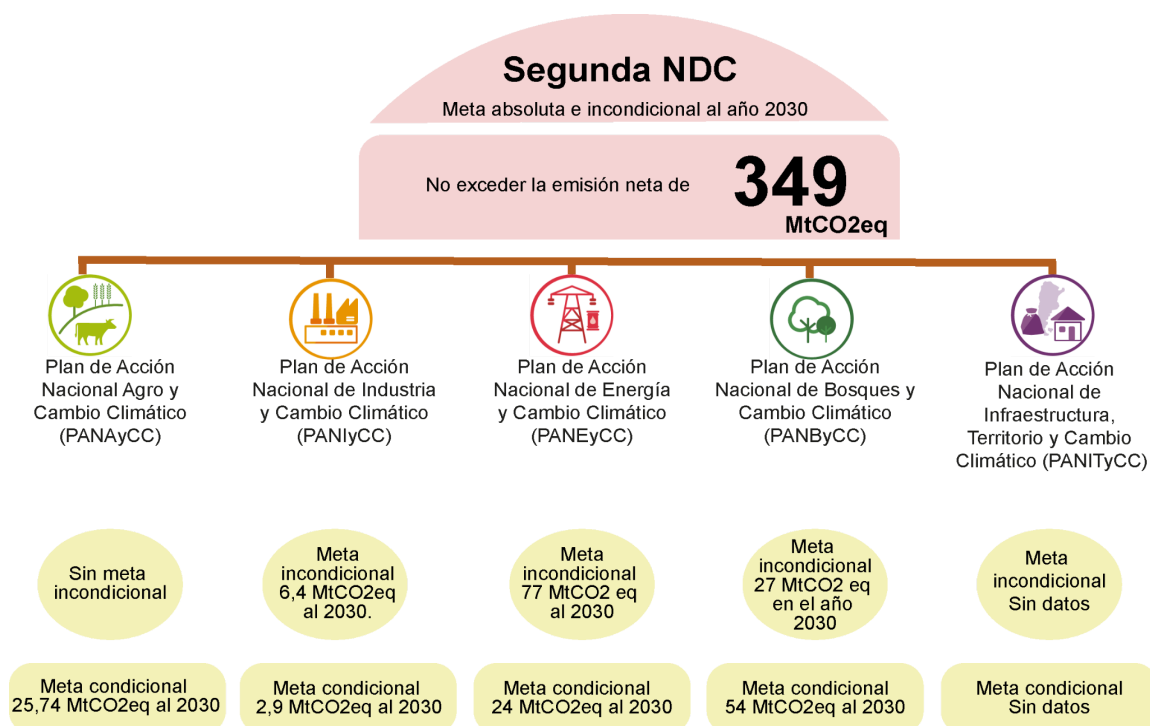 Segunda NDC
Meta absoluta e incondicional al año 2030
No exceder la emisión neta de
349
MtCO2eq
Plan de Acción
Nacional Agro y
Cambio Climático
(PANAyCC)
Plan de Acción
Nacional de Industria
y Cambio Climático
(PANIyCC)
Plan de Acción
Nacional de Energía
y Cambio Climático
(PANEyCC)
Plan de Acción
Nacional de Bosques y
Cambio Climático
(PANByCC)
Plan de Acción
Nacional de
Infraestructura,
Territorio y Cambio
Climático (PANITyCC)
Sin meta
incondicional
Meta
incondicional
6,4 MtCO2eq
al 2030.
Meta
incondicional
77 MtCO2 eq
al 2030
Meta
incondicional
27 MtCO2 eq
en el año
2030
Meta
incondicional
Sin datos
Meta condicional
25,74 MtCO2eq al 2030
Meta condicional
2,9 MtCO2eq al 2030
Meta condicional
24 MtCO2eq al 2030
Meta condicional
54 MtCO2eq al 2030
Meta condicional
Sin datos